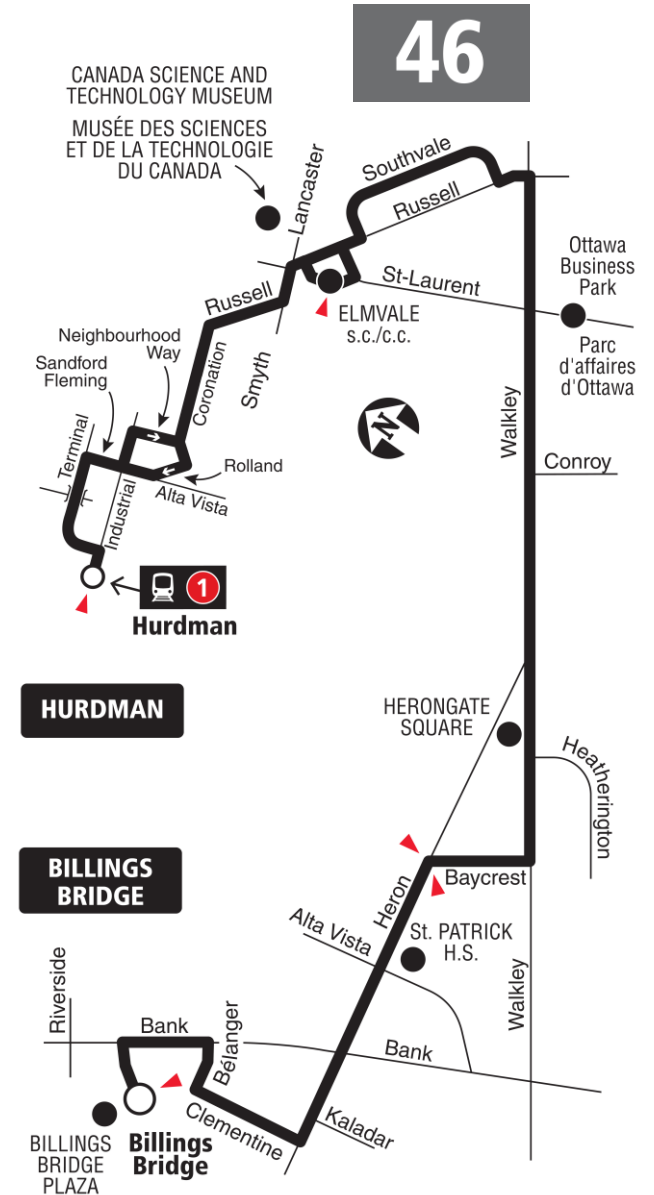 46
CANADA SCIENCE AND
TECHNOLOGY MUSEUM
MUSÉE DES SCIENCES
ET DE LA TECHNOLOGIE
DU CANADA
Lancaster
Southvale
Russell
Ottawa
Business
Park
Parc
d'affaires
d'Ottawa
St-Laurent
ELMVALE
s.c./c.c.
Russell
Neighbourhood
Way
Sandford
Fleming
Coronation
Smyth
Walkley
N
Terminal
Rolland
Conroy
Industrial
Alta Vista
1
Hurdman
HURDMAN
HERONGATE
SQUARE
Heatherington
BILLINGS
BRIDGE
Baycrest
Heron
Alta Vista
St. PATRICK
H.S.
Walkley
Riverside
Bank
Bélanger
Bank
Clementine
Kaladar
BILLINGS
BRIDGE
PLAZA
Billings
Bridge